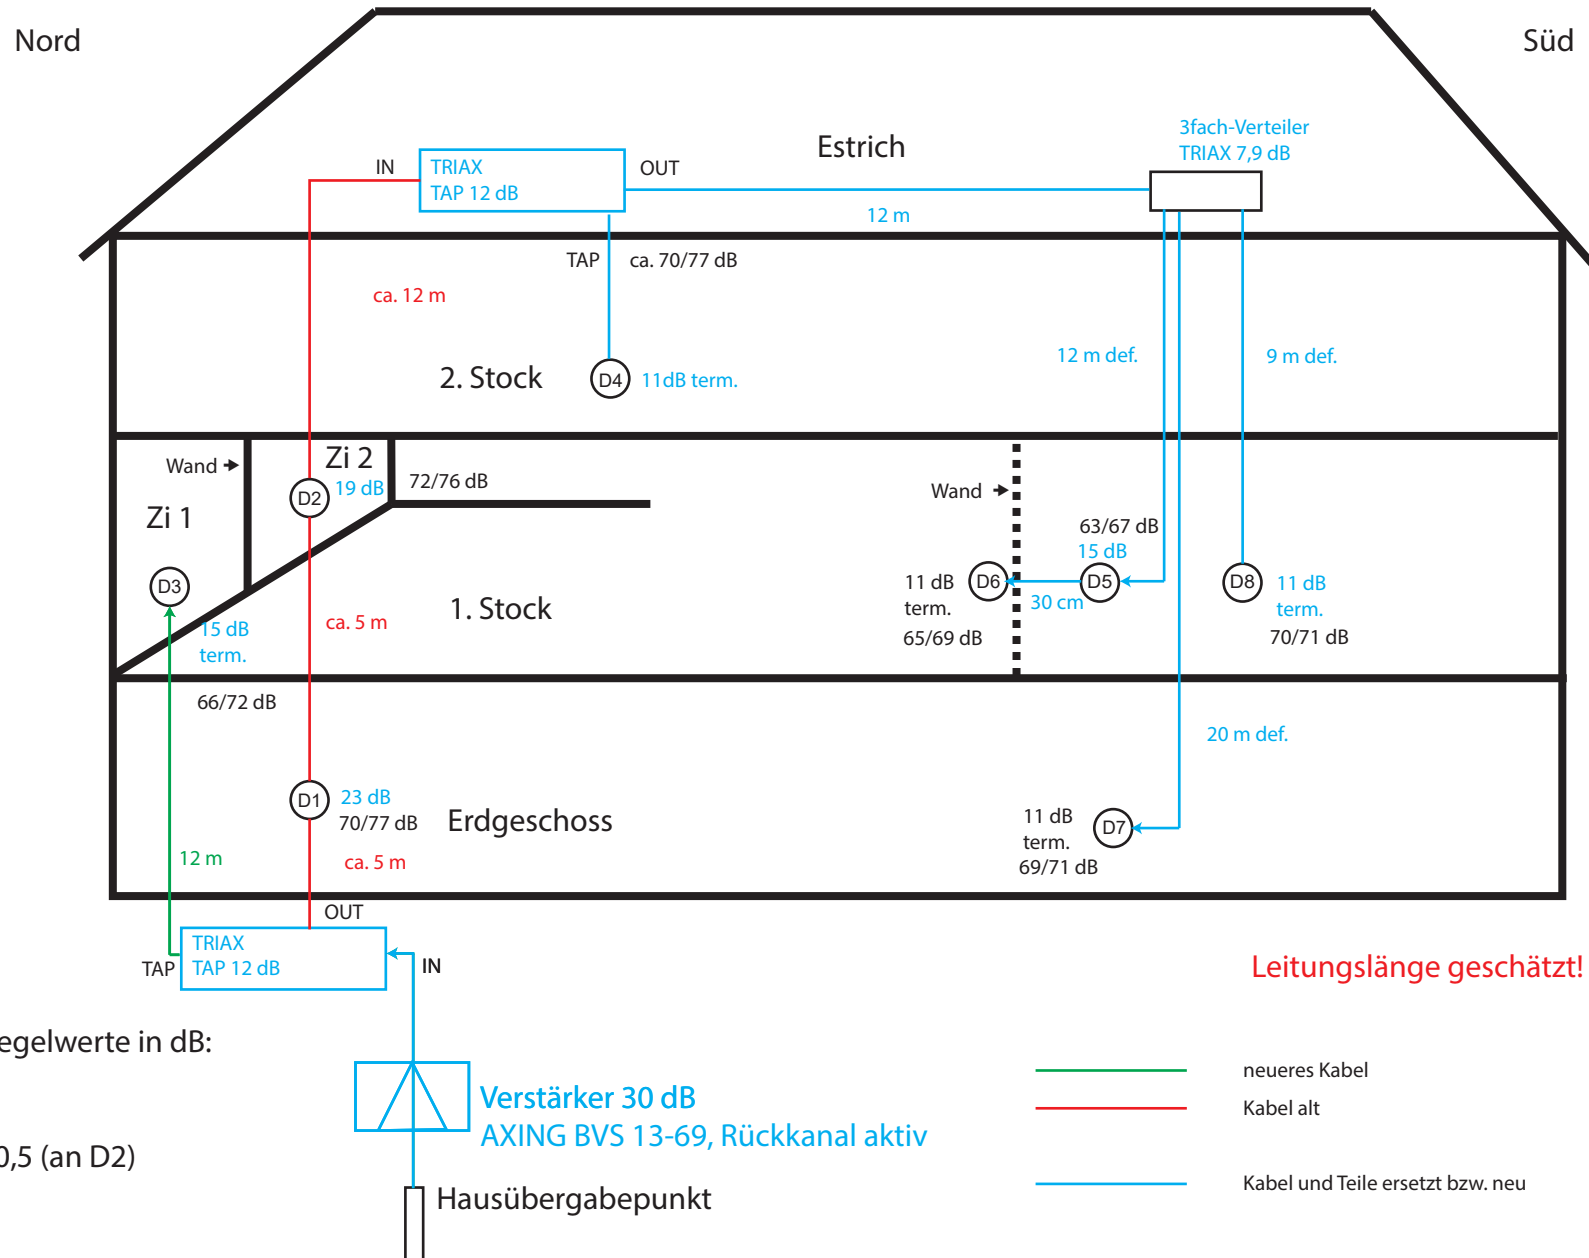 Nord
Süd
3fach-Verteiler
TRIAX 7,9 dB
Estrich
IN
TRIAX
TAP 12 dB
OUT
12 m
TAP
ca. 70/77 dB
ca. 12 m
12 m def.
9 m def.
2. Stock
D4
11dB term.
Wand
Zi 2
D2
19 dB
72/76 dB
Wand
Zi 1
63/67 dB
15 dB
D3
11 dB
term.
65/69 dB
D6
30 cm
D5
D8
11 dB
term.
70/71 dB
15 dB
term.
ca. 5 m
1. Stock
66/72 dB
20 m def.
D1
23 dB
70/77 dB
Erdgeschoss
11 dB
term.
69/71 dB
D7
12 m
ca. 5 m
OUT
TRIAX
TAP 12 dB
TAP
IN
Leitungslänge geschätzt!
egelwerte in dB:
neueres Kabel
Verstärker 30 dB
AXING BVS 13-69, Rückkanal aktiv
Kabel alt
0,5 (an D2)
Kabel und Teile ersetzt bzw. neu
Hausübergabepunkt